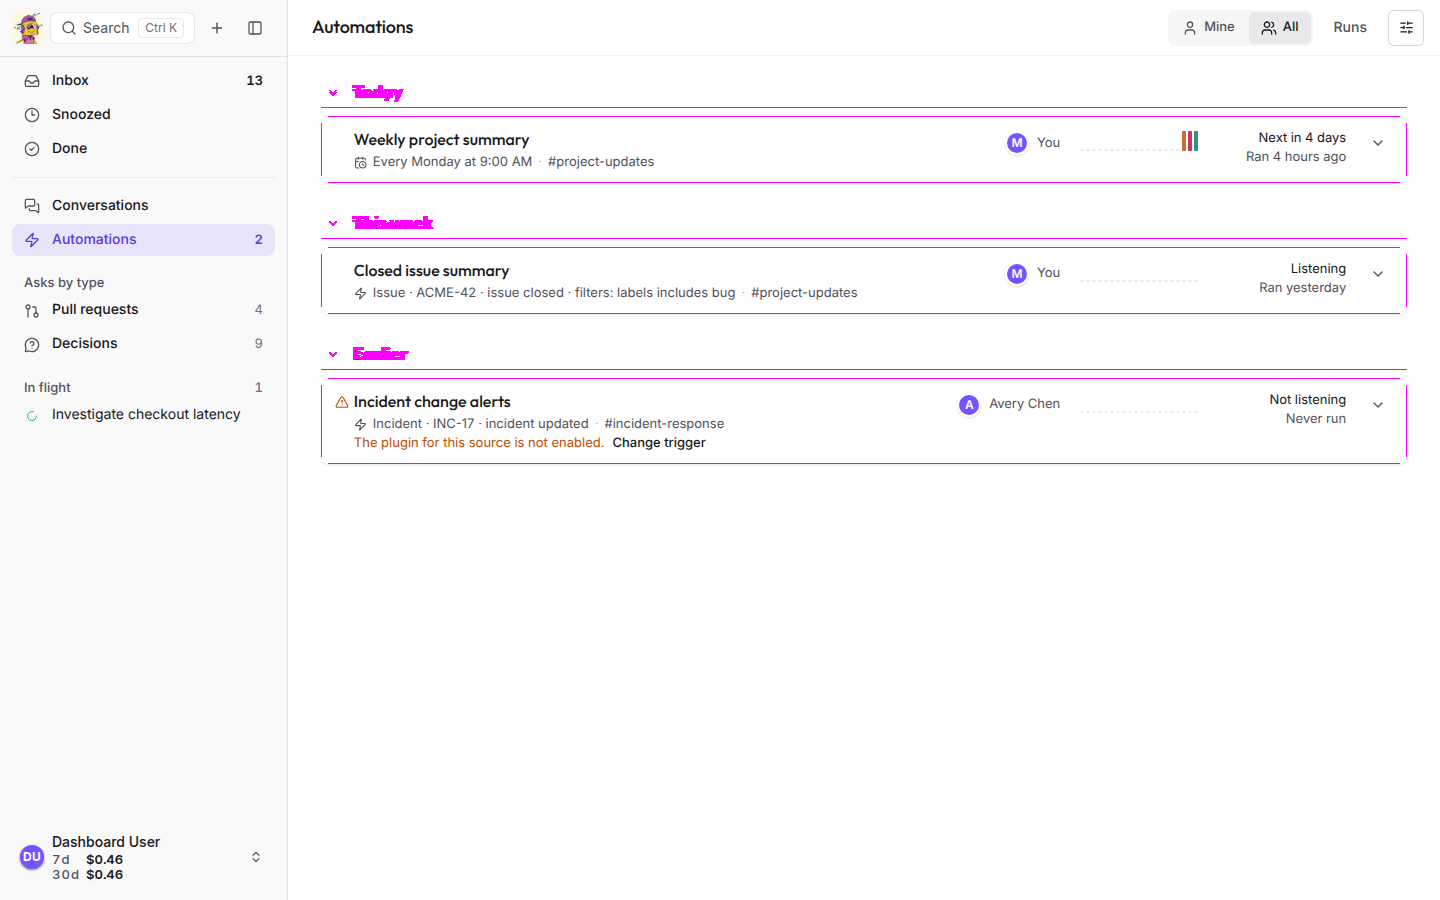 Search Ctrl K
Inbox 13
Snoozed
Done
Conversations
Automations 2
Asks by type
Pull requests 4
Decisions 9
In flight 1
Investigate checkout latency
DU Dashboard User
7d $0.46
30d $0.46
Automations
Mine All Runs
Today
Weekly project summary
Every Monday at 9:00 AM · #project-updates
M You
Next in 4 days
Ran 4 hours ago
This week
Closed issue summary
Issue · ACME-42 · issue closed · filters: labels includes bug · #project-updates
M You
Listening
Ran yesterday
Earlier
Incident change alerts
Incident · INC-17 · incident updated · #incident-response
The plugin for this source is not enabled. Change trigger
A Avery Chen
Not listening
Never run